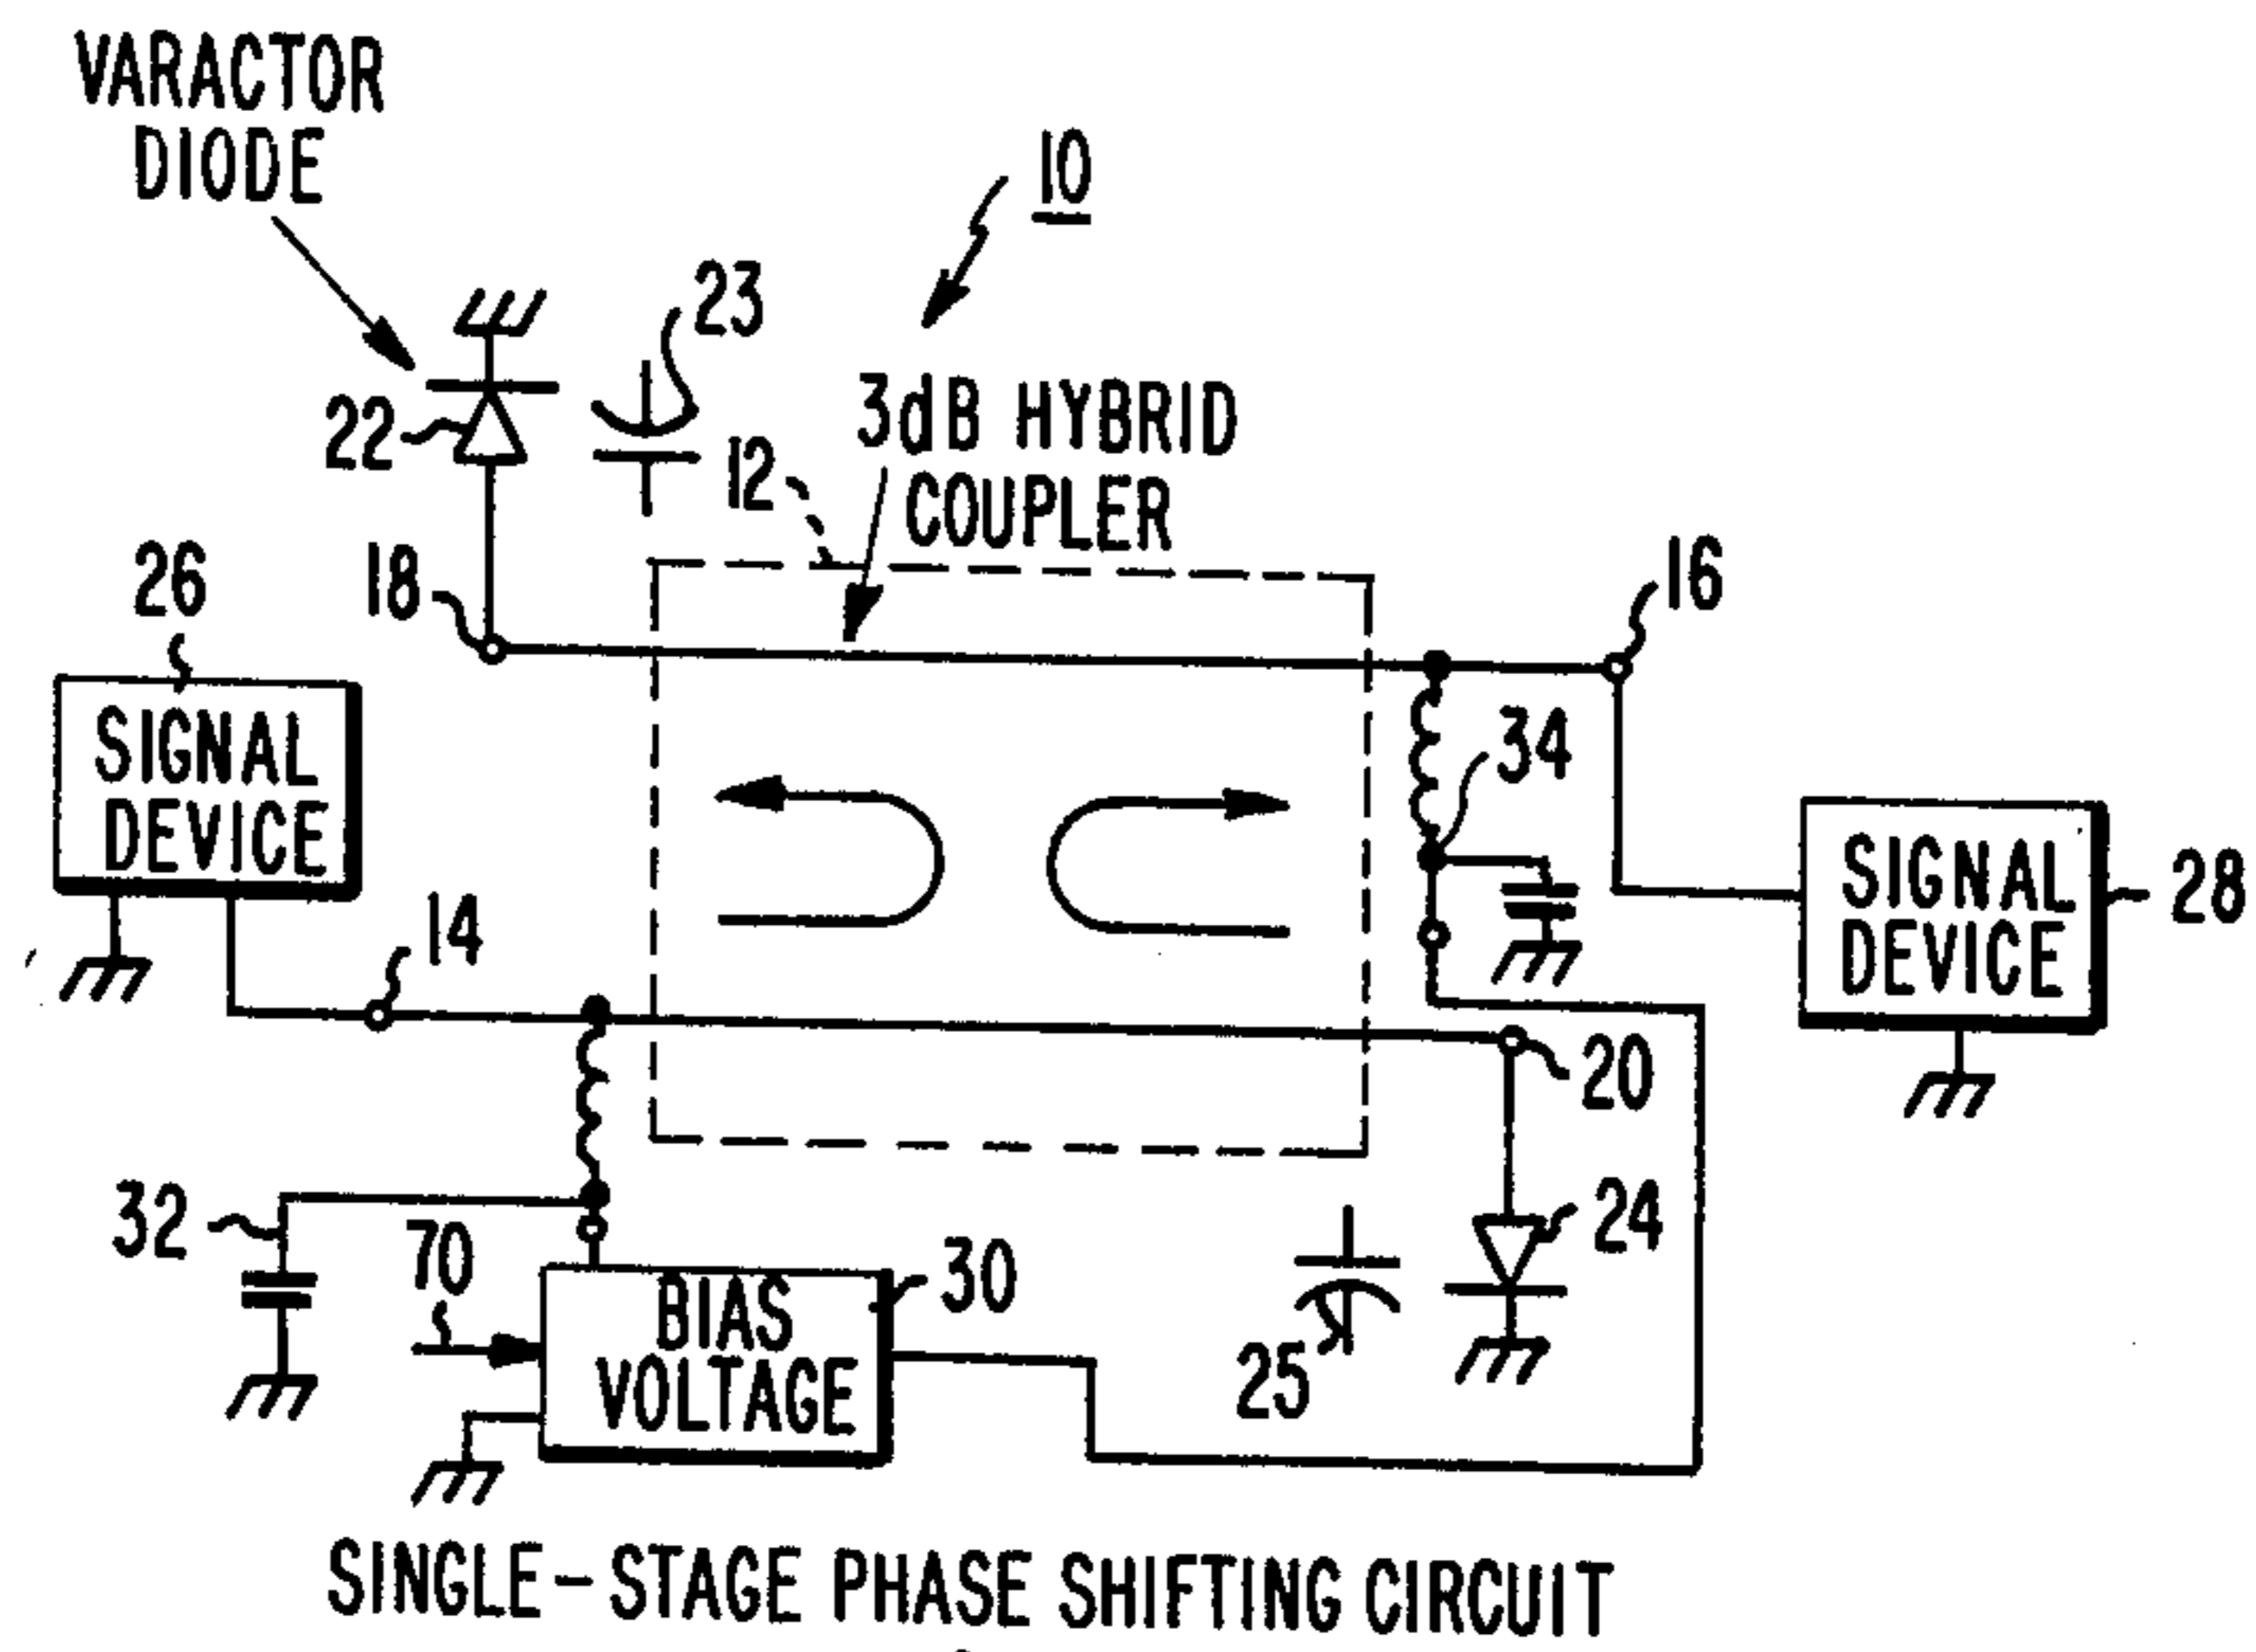 VARACTOR
DIODE
10
23
22
3dB HYBRID
COUPLER
12
26
18
16
SIGNAL
DEVICE
34
SIGNAL
DEVICE
28
14
20
32
70
30
24
BIAS
VOLTAGE
25
SINGLE-STAGE PHASE SHIFTING CIRCUIT